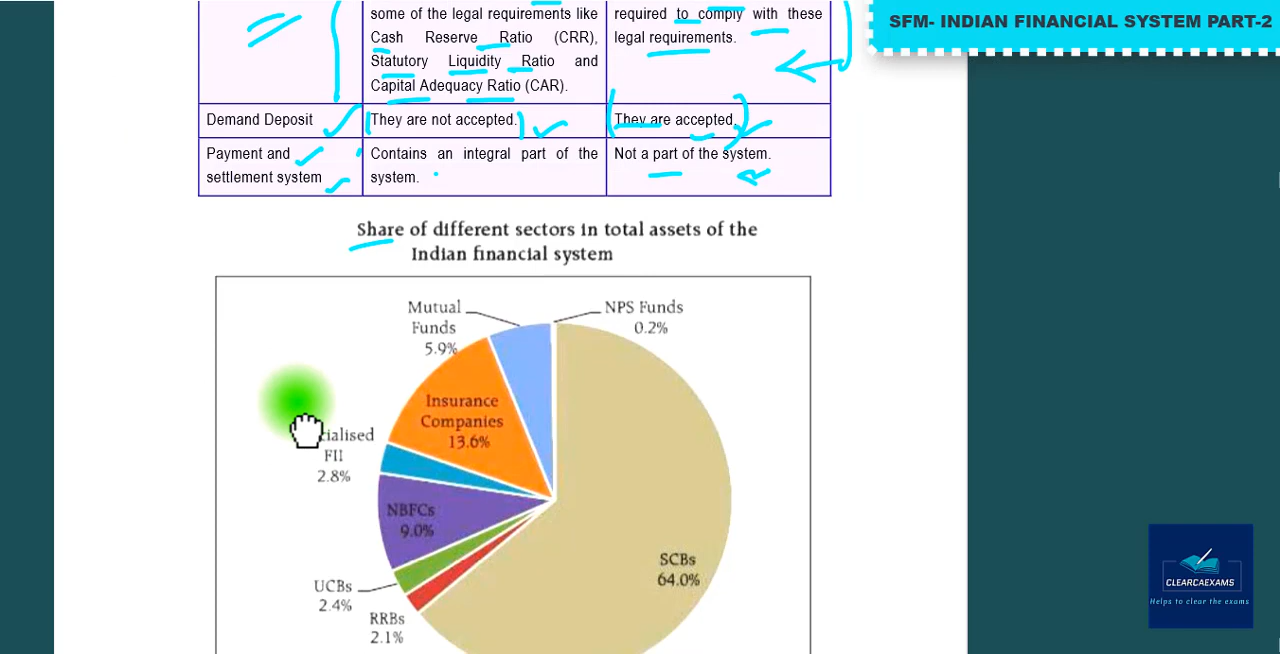 SFM- INDIAN FINANCIAL SYSTEM PART-2
some of the legal requirements like
Cash Reserve Ratio (CRR),
Statutory Liquidity Ratio and
Capital Adequacy Ratio (CAR).
required to comply with these
legal requirements.
Demand Deposit
They are not accepted.
They are accepted.
Payment and
settlement system
Contains an integral part of the
system.
Not a part of the system.
Share of different sectors in total assets of the
Indian financial system
Mutual
Funds
5.9%
NPS Funds
0.2%
Insurance
Companies
13.6%
ialised
FII
2.8%
NBFCs
9.0%
SCBs
64.0%
UCBs
2.4%
RRBs
2.1%
CLEARCAEXAMS
Helps to clear the exams